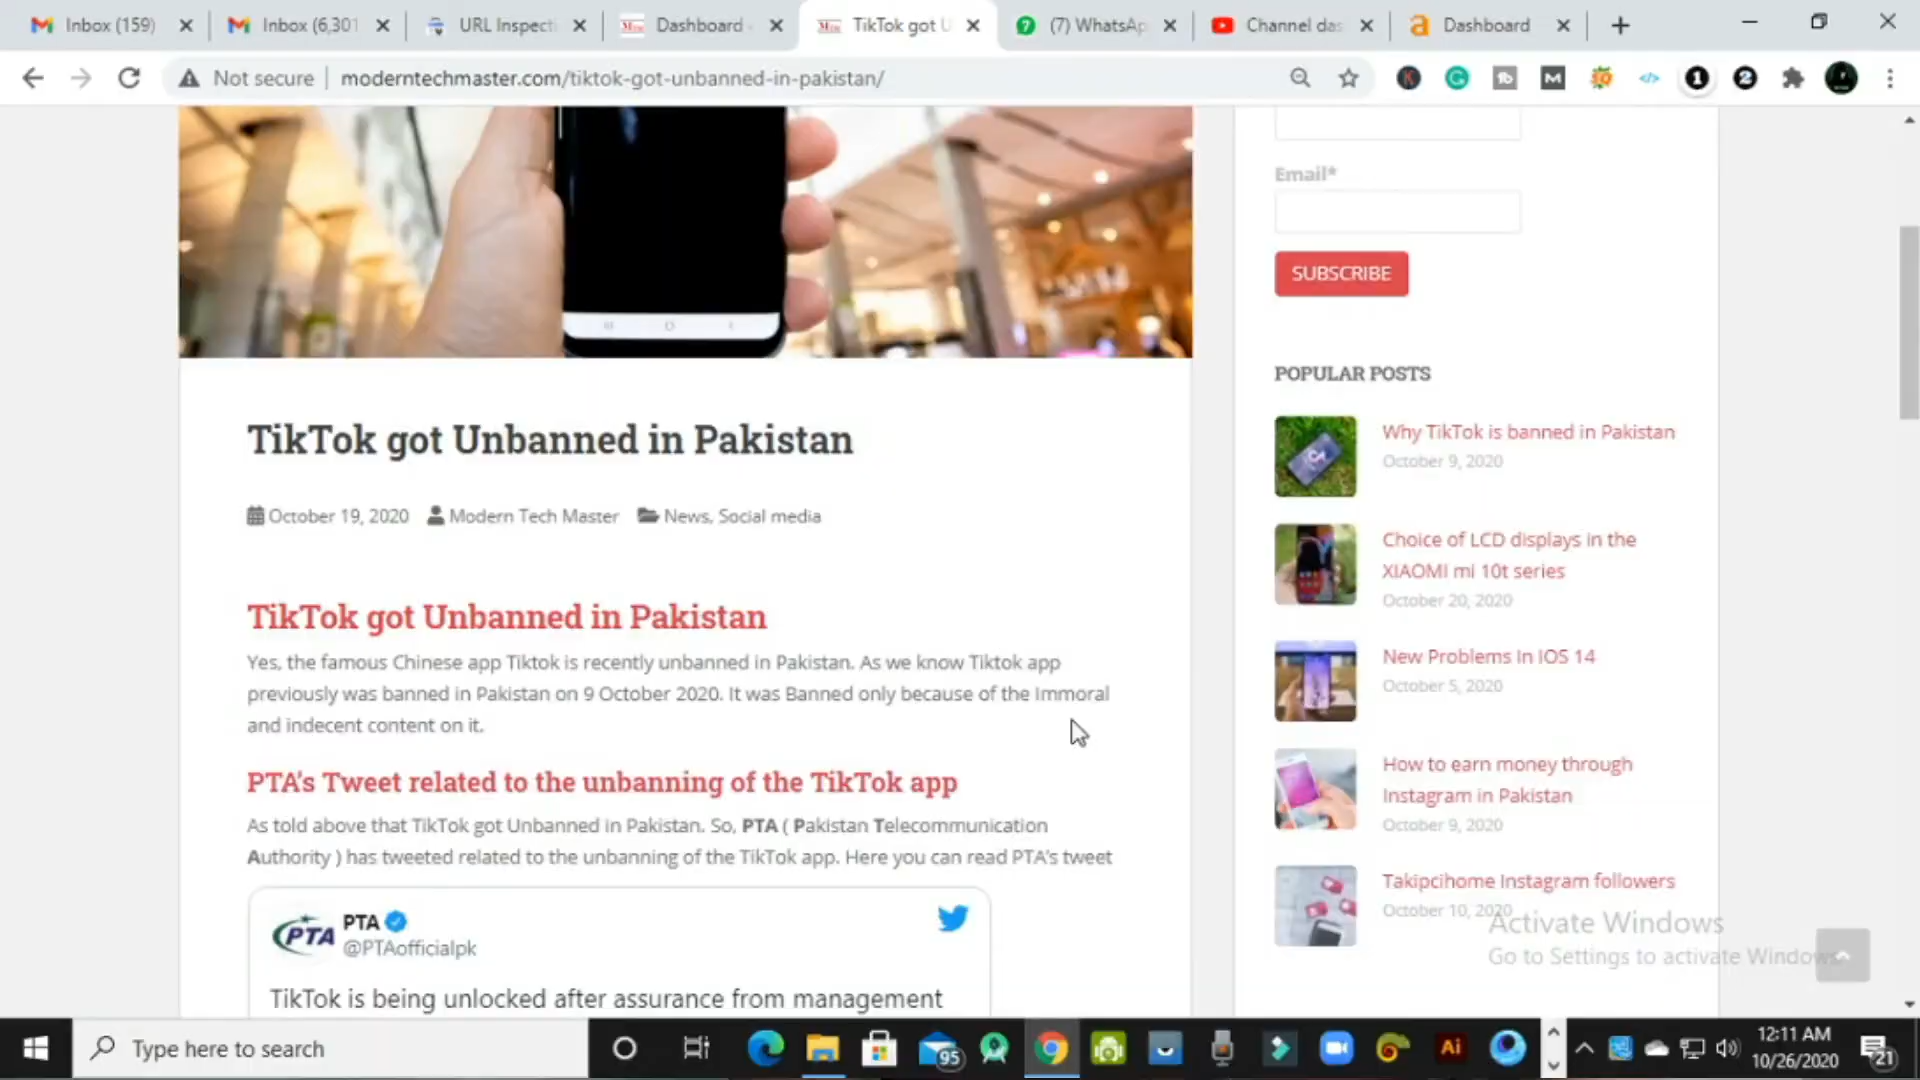 Inbox (159)
Inbox (6,301
URL Inspecti
Dashboard
TikTok got U
(7) WhatsAp
Channel das
Dashboard
Not secure
moderntechmaster.com/tiktok-got-unbanned-in-pakistan/
Email*
SUBSCRIBE
POPULAR POSTS
Why TikTok is banned in Pakistan
October 9, 2020
Choice of LCD displays in the
XIAOMI mi 10t series
October 20, 2020
New Problems In IOS 14
October 5, 2020
How to earn money through
Instagram in Pakistan
October 9, 2020
Takipcihome Instagram followers
October 10, 2020
TikTok got Unbanned in Pakistan
October 19, 2020
Modern Tech Master
News, Social media
TikTok got Unbanned in Pakistan
Yes, the famous Chinese app Tiktok is recently unbanned in Pakistan. As we know Tiktok app
previously was banned in Pakistan on 9 October 2020. It was Banned only because of the Immoral
and indecent content on it.
PTA's Tweet related to the unbanning of the TikTok app
As told above that TikTok got Unbanned in Pakistan. So, PTA ( Pakistan Telecommunication
Authority ) has tweeted related to the unbanning of the TikTok app. Here you can read PTA's tweet
PTA
PTA
@PTAofficialpk
TikTok is being unlocked after assurance from management
Activate Windows
Go to Settings to activate Windows
Type here to search
95
Ai
12:11 AM
10/26/2020
21